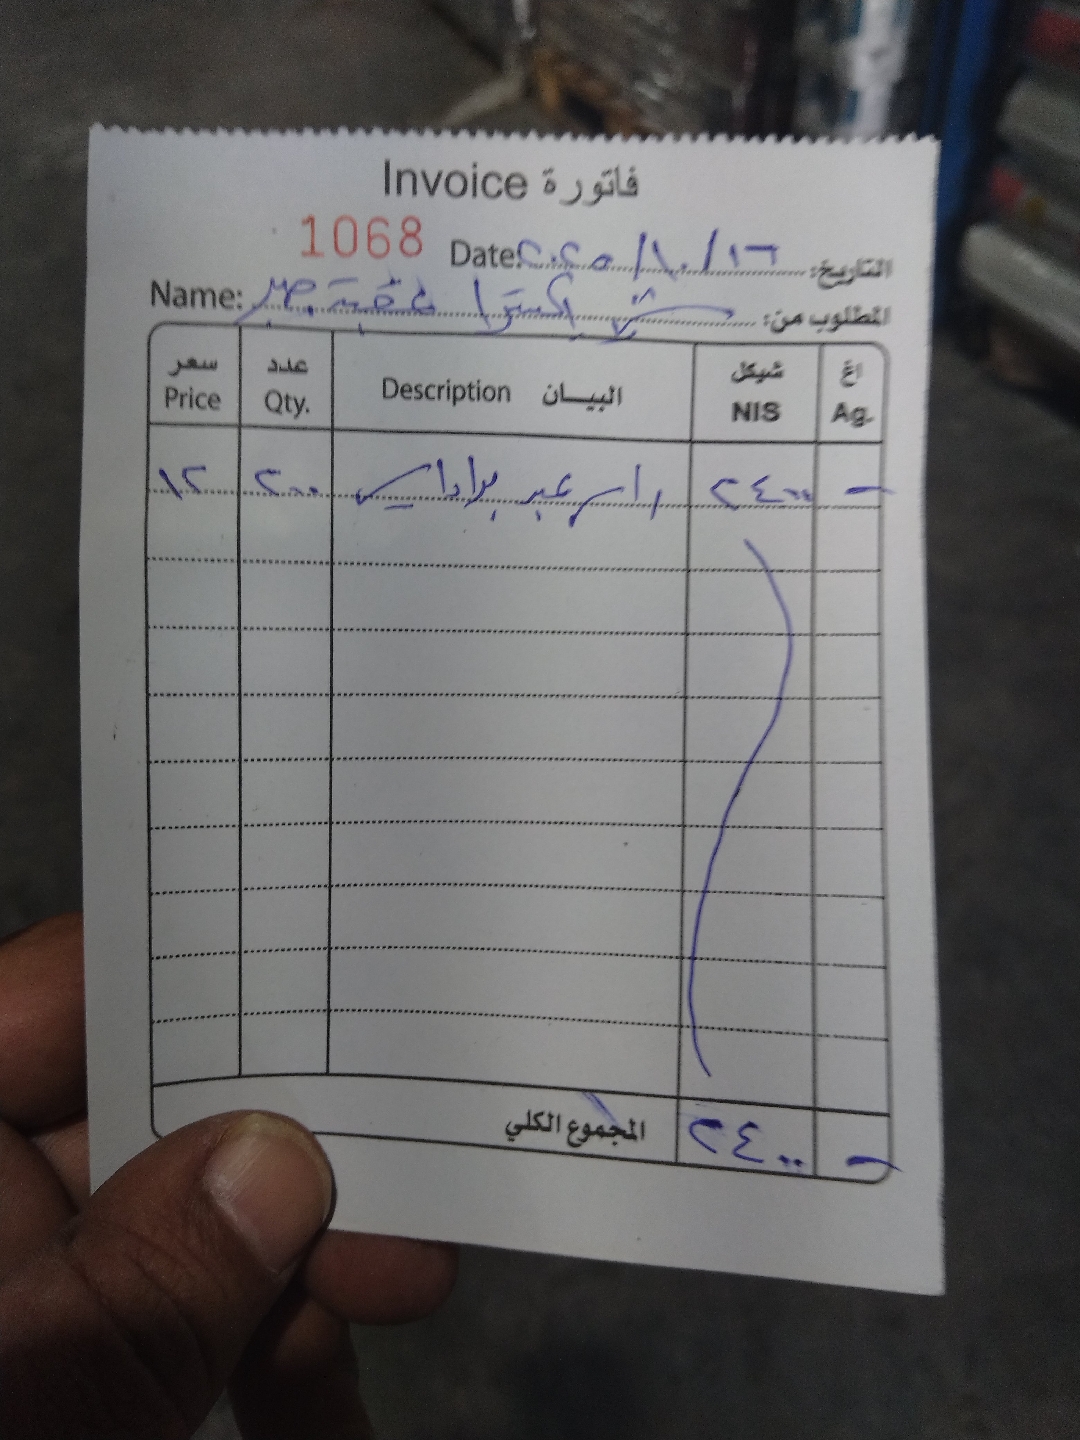 Invoice فاتورة
1068 Date: ٢٠٢٥/١٠/١٦ التاريخ:
Name: المطلوب من:
سعر عدد البيان شيكل اغ
Price Qty. Description NIS Ag.
١٢ ٢٠٠ ٢٤٠٠ -
المجموع الكلي ٢٤٠٠ -